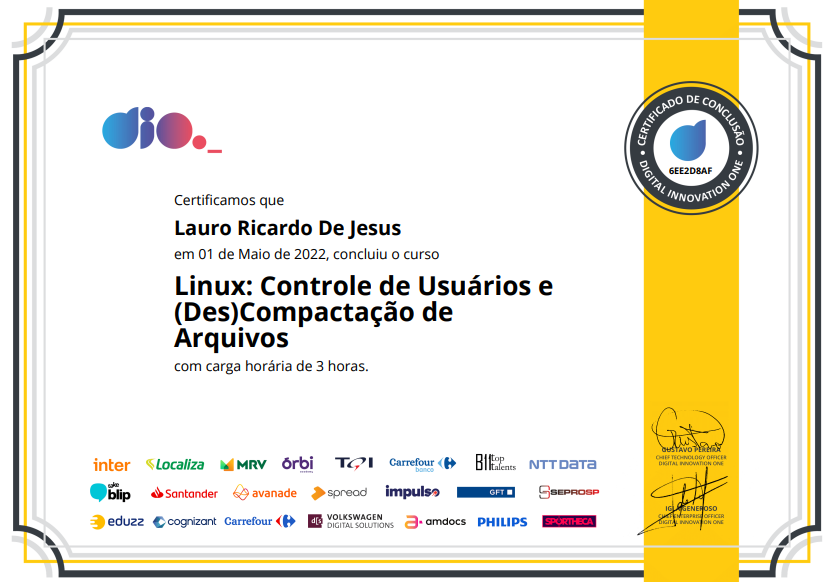 dio._
CERTIFICADO DE CONCLUSÃO
6EE2D8AF
DIGITAL INNOVATION ONE
Certificamos que
Lauro Ricardo De Jesus
em 01 de Maio de 2022, concluiu o curso
Linux: Controle de Usuários e
(Des)Compactação de
Arquivos
com carga horária de 3 horas.
inter Localiza MRV órbi TQI Carrefour banco BIT top talents NTT DATA
take blip Santander avanade spread impulso GFT SEPROSP
eduzz cognizant Carrefour VOLKSWAGEN DIGITAL SOLUTIONS amdocs PHILIPS SPORTHECA
GUSTAVO PEREIRA
CHIEF TECHNOLOGY OFFICER
DIGITAL INNOVATION ONE
GENEROSO
CHIEF ENTERPRISE OFFICER
DIGITAL INNOVATION ONE